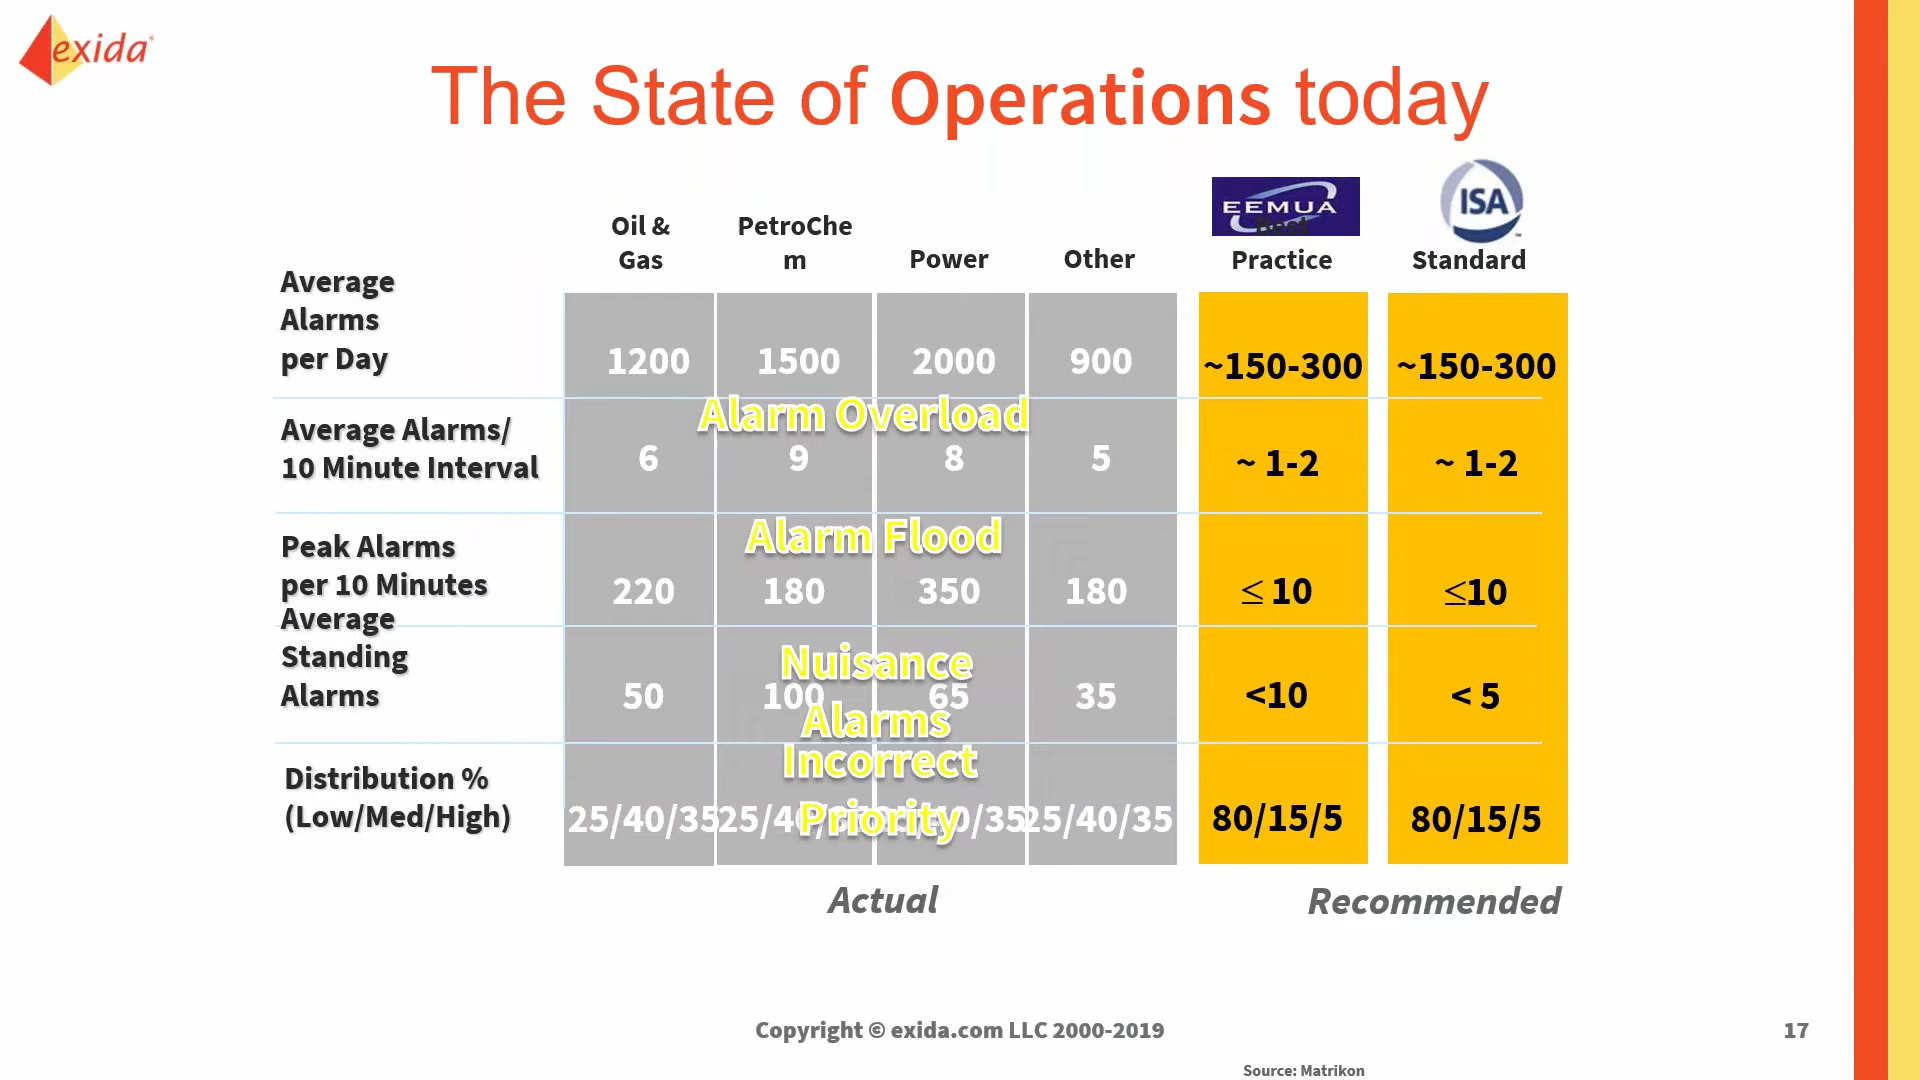 exida
The State of Operations today
EEMUA
ISA
Oil &
Gas
PetroChe
m
Power
Other
Best
Practice
Standard
Average
Alarms
per Day
1200 1500 2000 900 ~150-300 ~150-300
Alarm Overload
Average Alarms/
10 Minute Interval
6 9 8 5 ~ 1-2 ~ 1-2
Alarm Flood
Peak Alarms
per 10 Minutes
220 180 350 180 ≤ 10 ≤10
Average
Standing
Alarms
Nuisance
Alarms
50 100 65 35 <10 < 5
Incorrect
Priority
Distribution %
(Low/Med/High)
25/40/35 25/40/35 80/15/5 80/15/5
Actual
Recommended
Copyright © exida.com LLC 2000-2019
17
Source: Matrikon